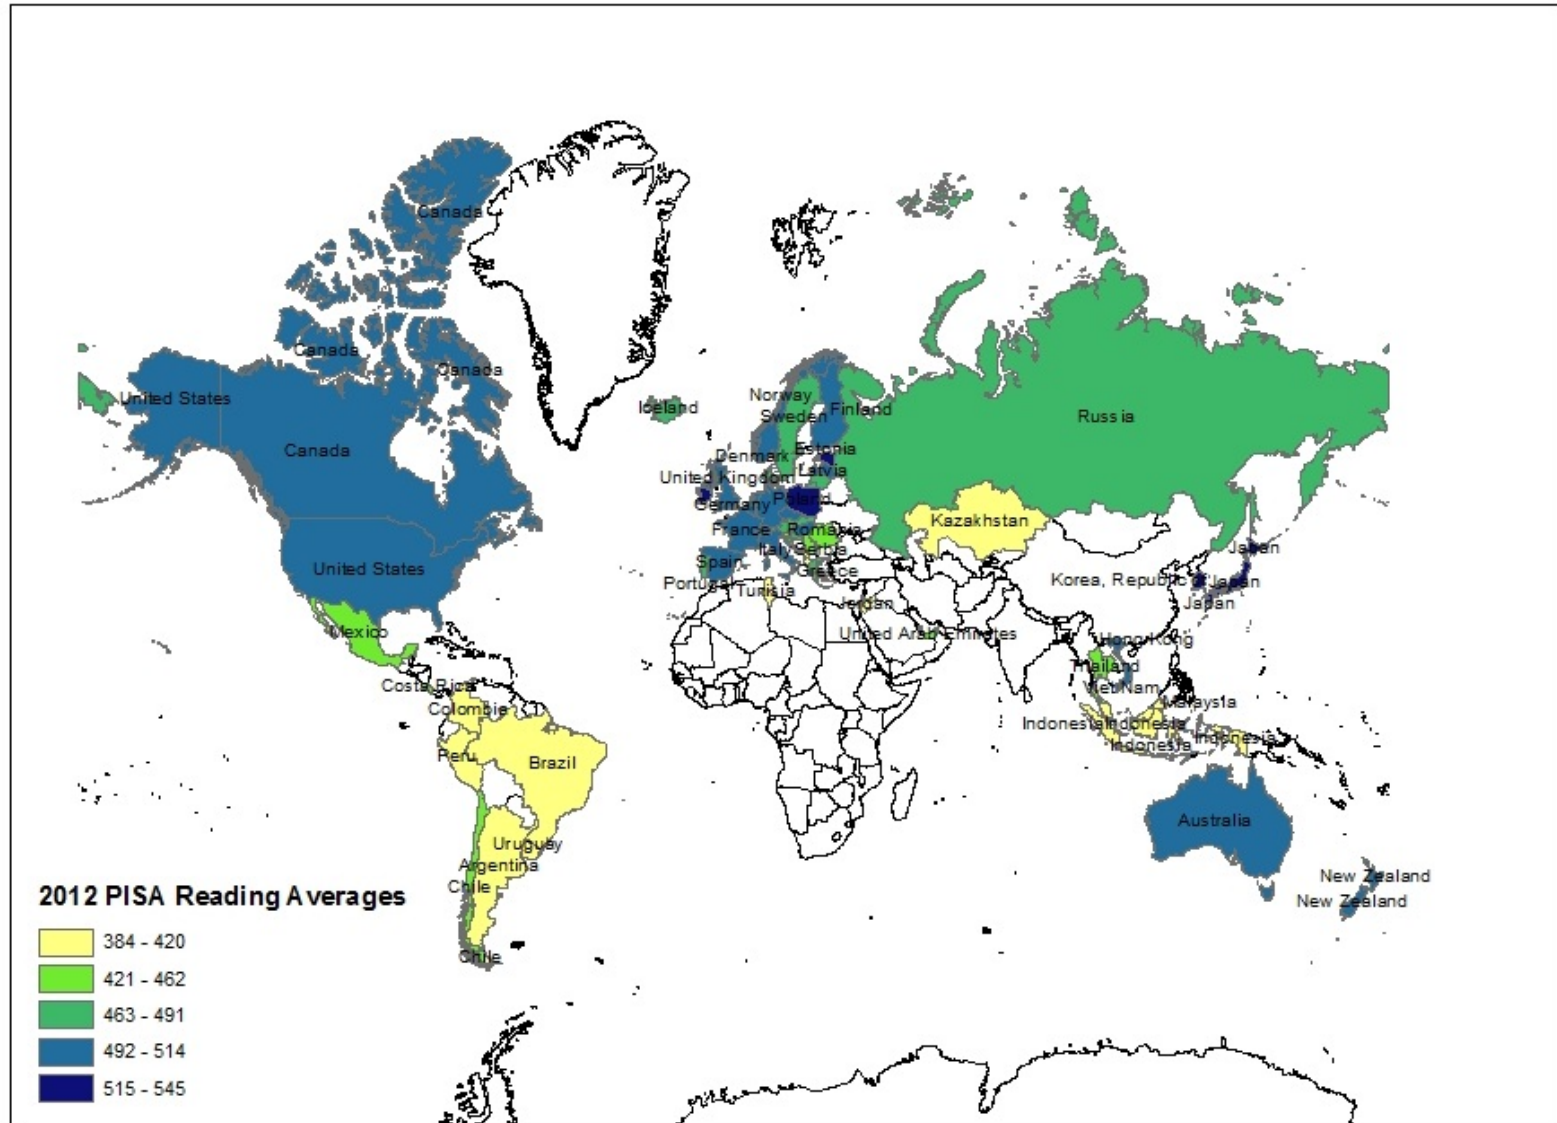 Canada
Canada
Canada
United States
Canada
United States
Mexico
Iceland
Norway
Sweden
Finland
Russia
Estonia
Denmark
Latvia
United Kingdom
Germany
Poland
France
Romania
Italy
Serbia
Spain
Greece
Portugal
Tunisia
Kazakhstan
Japan
Korea, Republic of
Japan
Japan
Jordan
United Arab Emirates
Hong Kong
Thailand
Viet Nam
Malaysia
Indonesia
Indonesia
Indonesia
Indonesia
Costa Rica
Colombia
Peru
Brazil
Uruguay
Argentina
Chile
Chile
Australia
New Zealand
New Zealand
2012 PISA Reading Averages
384 - 420
421 - 462
463 - 491
492 - 514
515 - 545